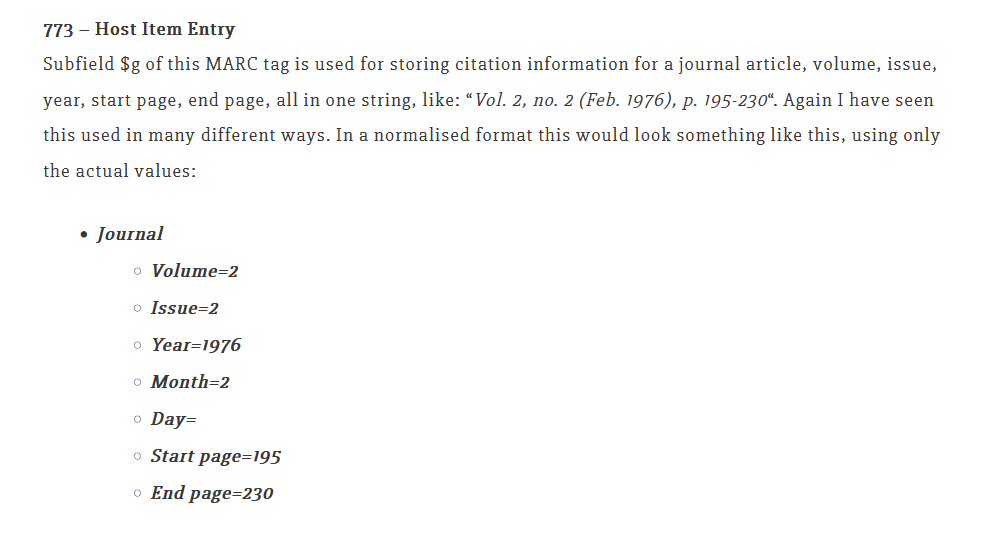 773 – Host Item Entry
Subfield $g of this MARC tag is used for storing citation information for a journal article, volume, issue,
year, start page, end page, all in one string, like: “Vol. 2, no. 2 (Feb. 1976), p. 195-230“. Again I have seen
this used in many different ways. In a normalised format this would look something like this, using only
the actual values:
• Journal
○ Volume=2
○ Issue=2
○ Year=1976
○ Month=2
○ Day=
○ Start page=195
○ End page=230